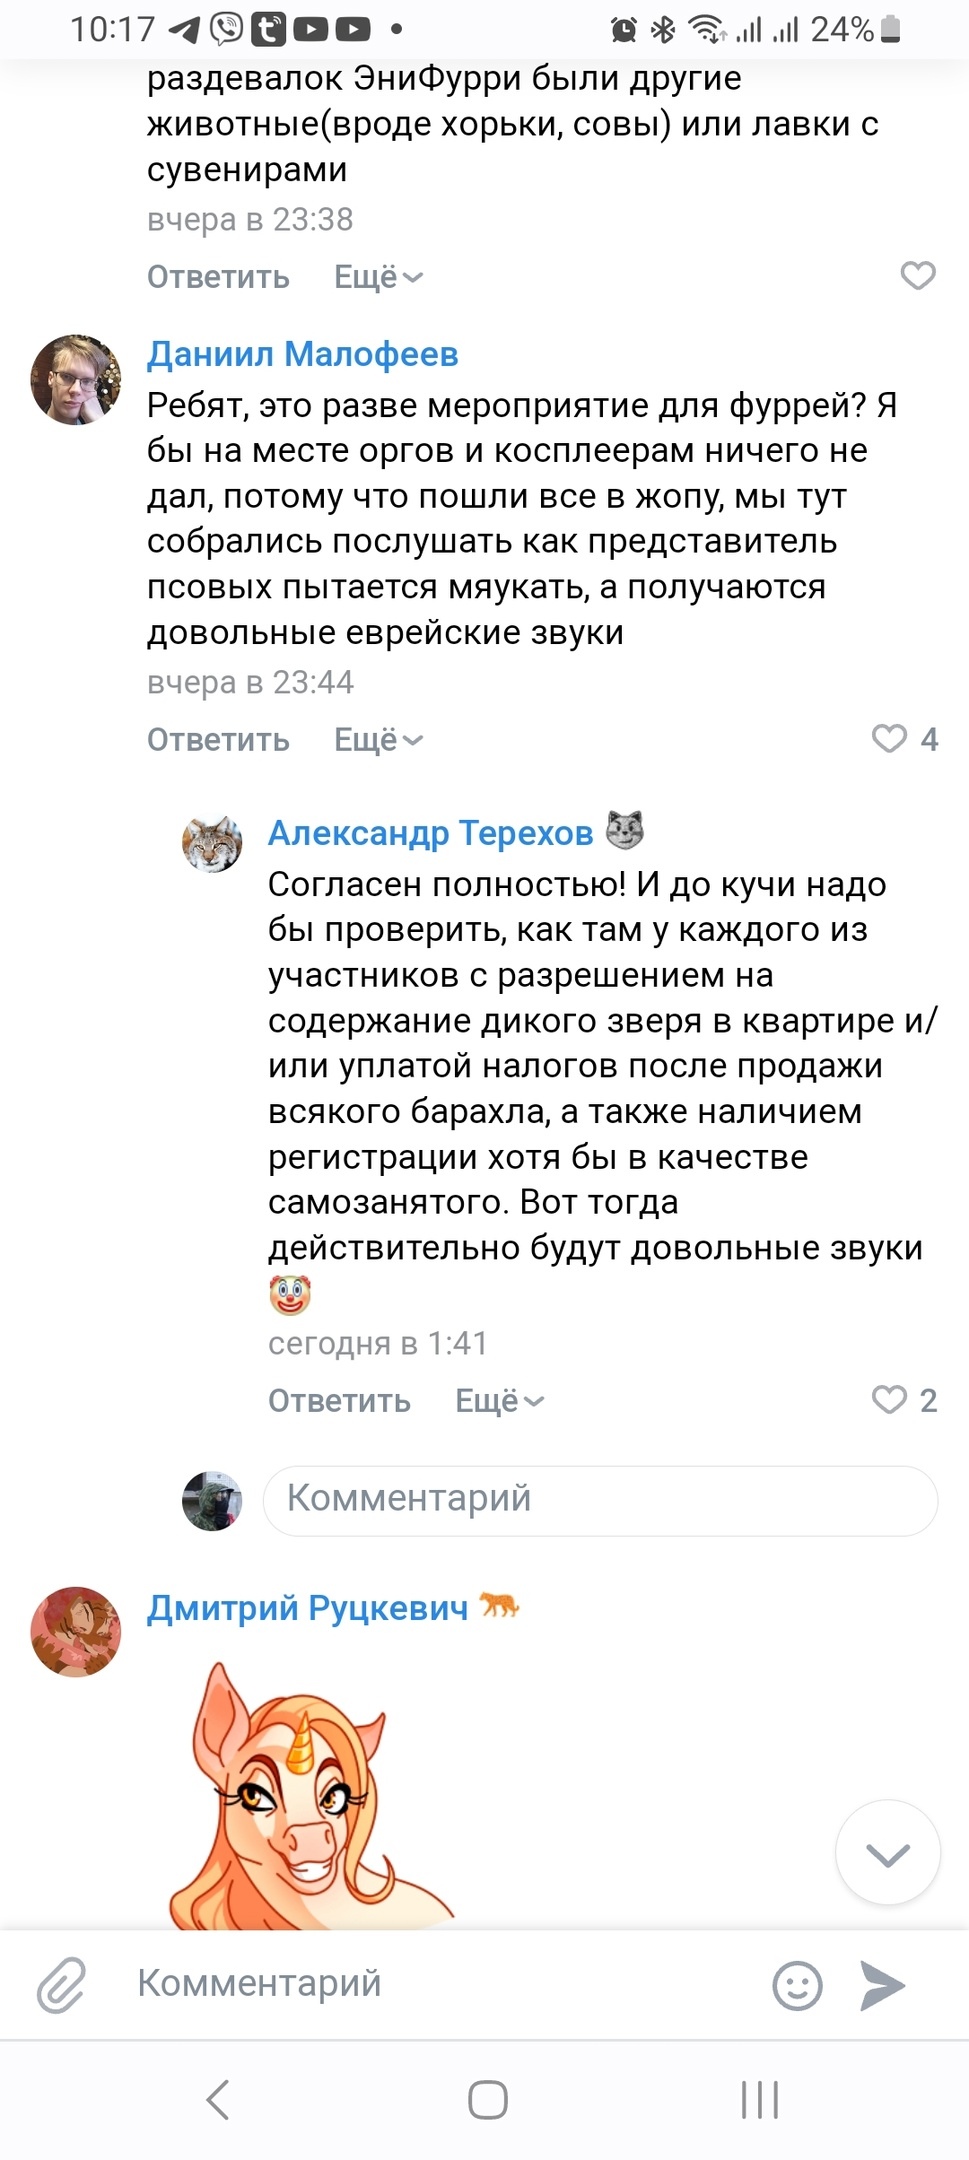 10:17 24%
раздевалок ЭниФурри были другие
животные(вроде хорьки, совы) или лавки с
сувенирами
вчера в 23:38
Ответить Ещё
Даниил Малофеев
Ребят, это разве мероприятие для фуррей? Я
бы на месте оргов и косплеерам ничего не
дал, потому что пошли все в жопу, мы тут
собрались послушать как представитель
псовых пытается мяукать, а получаются
довольные еврейские звуки
вчера в 23:44
Ответить Ещё 4
Александр Терехов
Согласен полностью! И до кучи надо
бы проверить, как там у каждого из
участников с разрешением на
содержание дикого зверя в квартире и/
или уплатой налогов после продажи
всякого барахла, а также наличием
регистрации хотя бы в качестве
самозанятого. Вот тогда
действительно будут довольные звуки
🤡
сегодня в 1:41
Ответить Ещё 2
Комментарий
Дмитрий Руцкевич 🐅
Комментарий